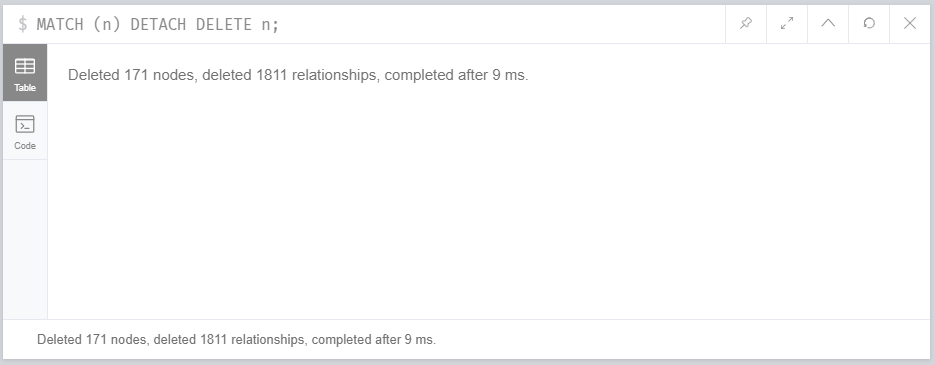 $ MATCH (n) DETACH DELETE n;
Table
Deleted 171 nodes, deleted 1811 relationships, completed after 9 ms.
Code
Deleted 171 nodes, deleted 1811 relationships, completed after 9 ms.